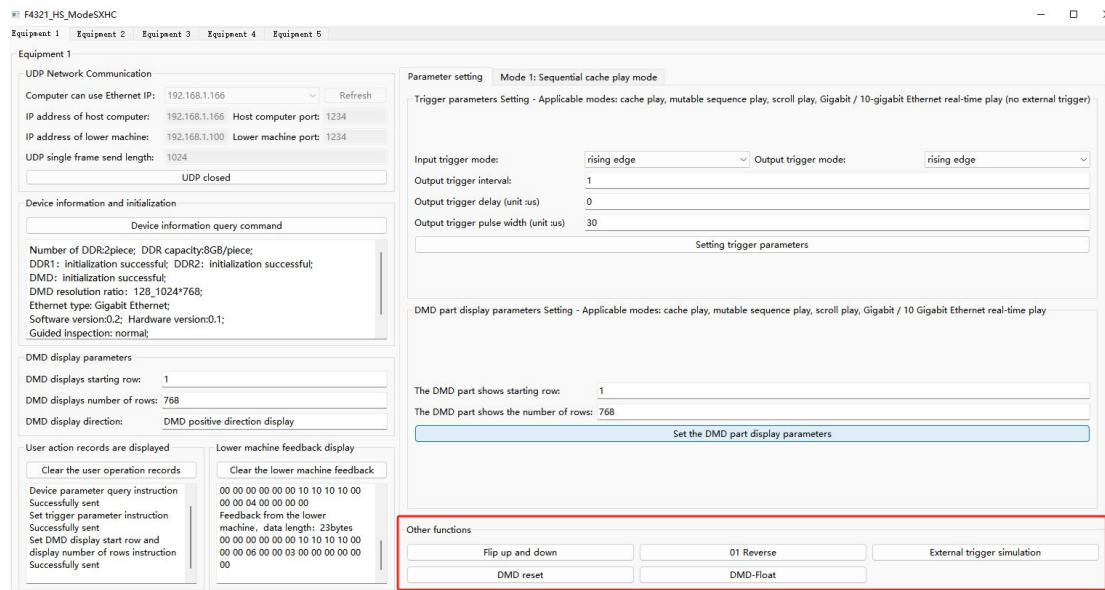 F4321_HS_ModeSXHC
Equipment 1 Equipment 2 Equipment 3 Equipment 4 Equipment 5
Equipment 1
UDP Network Communication
Computer can use Ethernet IP: 192.168.1.166 Refresh
IP address of host computer: 192.168.1.166 Host computer port: 1234
IP address of lower machine: 192.168.1.100 Lower machine port: 1234
UDP single frame send length: 1024
UDP closed
Device information and initialization
Device information query command
Number of DDR:2piece; DDR capacity:8GB/piece;
DDR1: initialization successful; DDR2: initialization successful;
DMD: initialization successful;
DMD resolution ratio: 128_1024*768;
Ethernet type: Gigabit Ethernet;
Software version:0.2; Hardware version:0.1;
Guided inspection: normal;
DMD display parameters
DMD displays starting row: 1
DMD displays number of rows: 768
DMD display direction: DMD positive direction display
User action records are displayed
Clear the user operation records
Device parameter query instruction
Successfully sent
Set trigger parameter instruction
Successfully sent
Set DMD display start row and
display number of rows instruction
Successfully sent
Lower machine feedback display
Clear the lower machine feedback
00 00 00 00 00 00 10 10 10 10 00
00 00 04 00 00 00 00
Feedback from the lower
machine, data length: 23bytes
00 00 00 00 00 00 10 10 10 10 00
00 00 06 00 00 03 00 00 00 00 00
00
Parameter setting Mode 1: Sequential cache play mode
Trigger parameters Setting - Applicable modes: cache play, mutable sequence play, scroll play, Gigabit / 10-gigabit Ethernet real-time play (no external trigger)
Input trigger mode: rising edge Output trigger mode: rising edge
Output trigger interval: 1
Output trigger delay (unit :us) 0
Output trigger pulse width (unit :us) 30
Setting trigger parameters
DMD part display parameters Setting - Applicable modes: cache play, mutable sequence play, scroll play, Gigabit / 10 Gigabit Ethernet real-time play
The DMD part shows starting row: 1
The DMD part shows the number of rows: 768
Set the DMD part display parameters
Other functions
Flip up and down 01 Reverse External trigger simulation
DMD reset DMD-Float